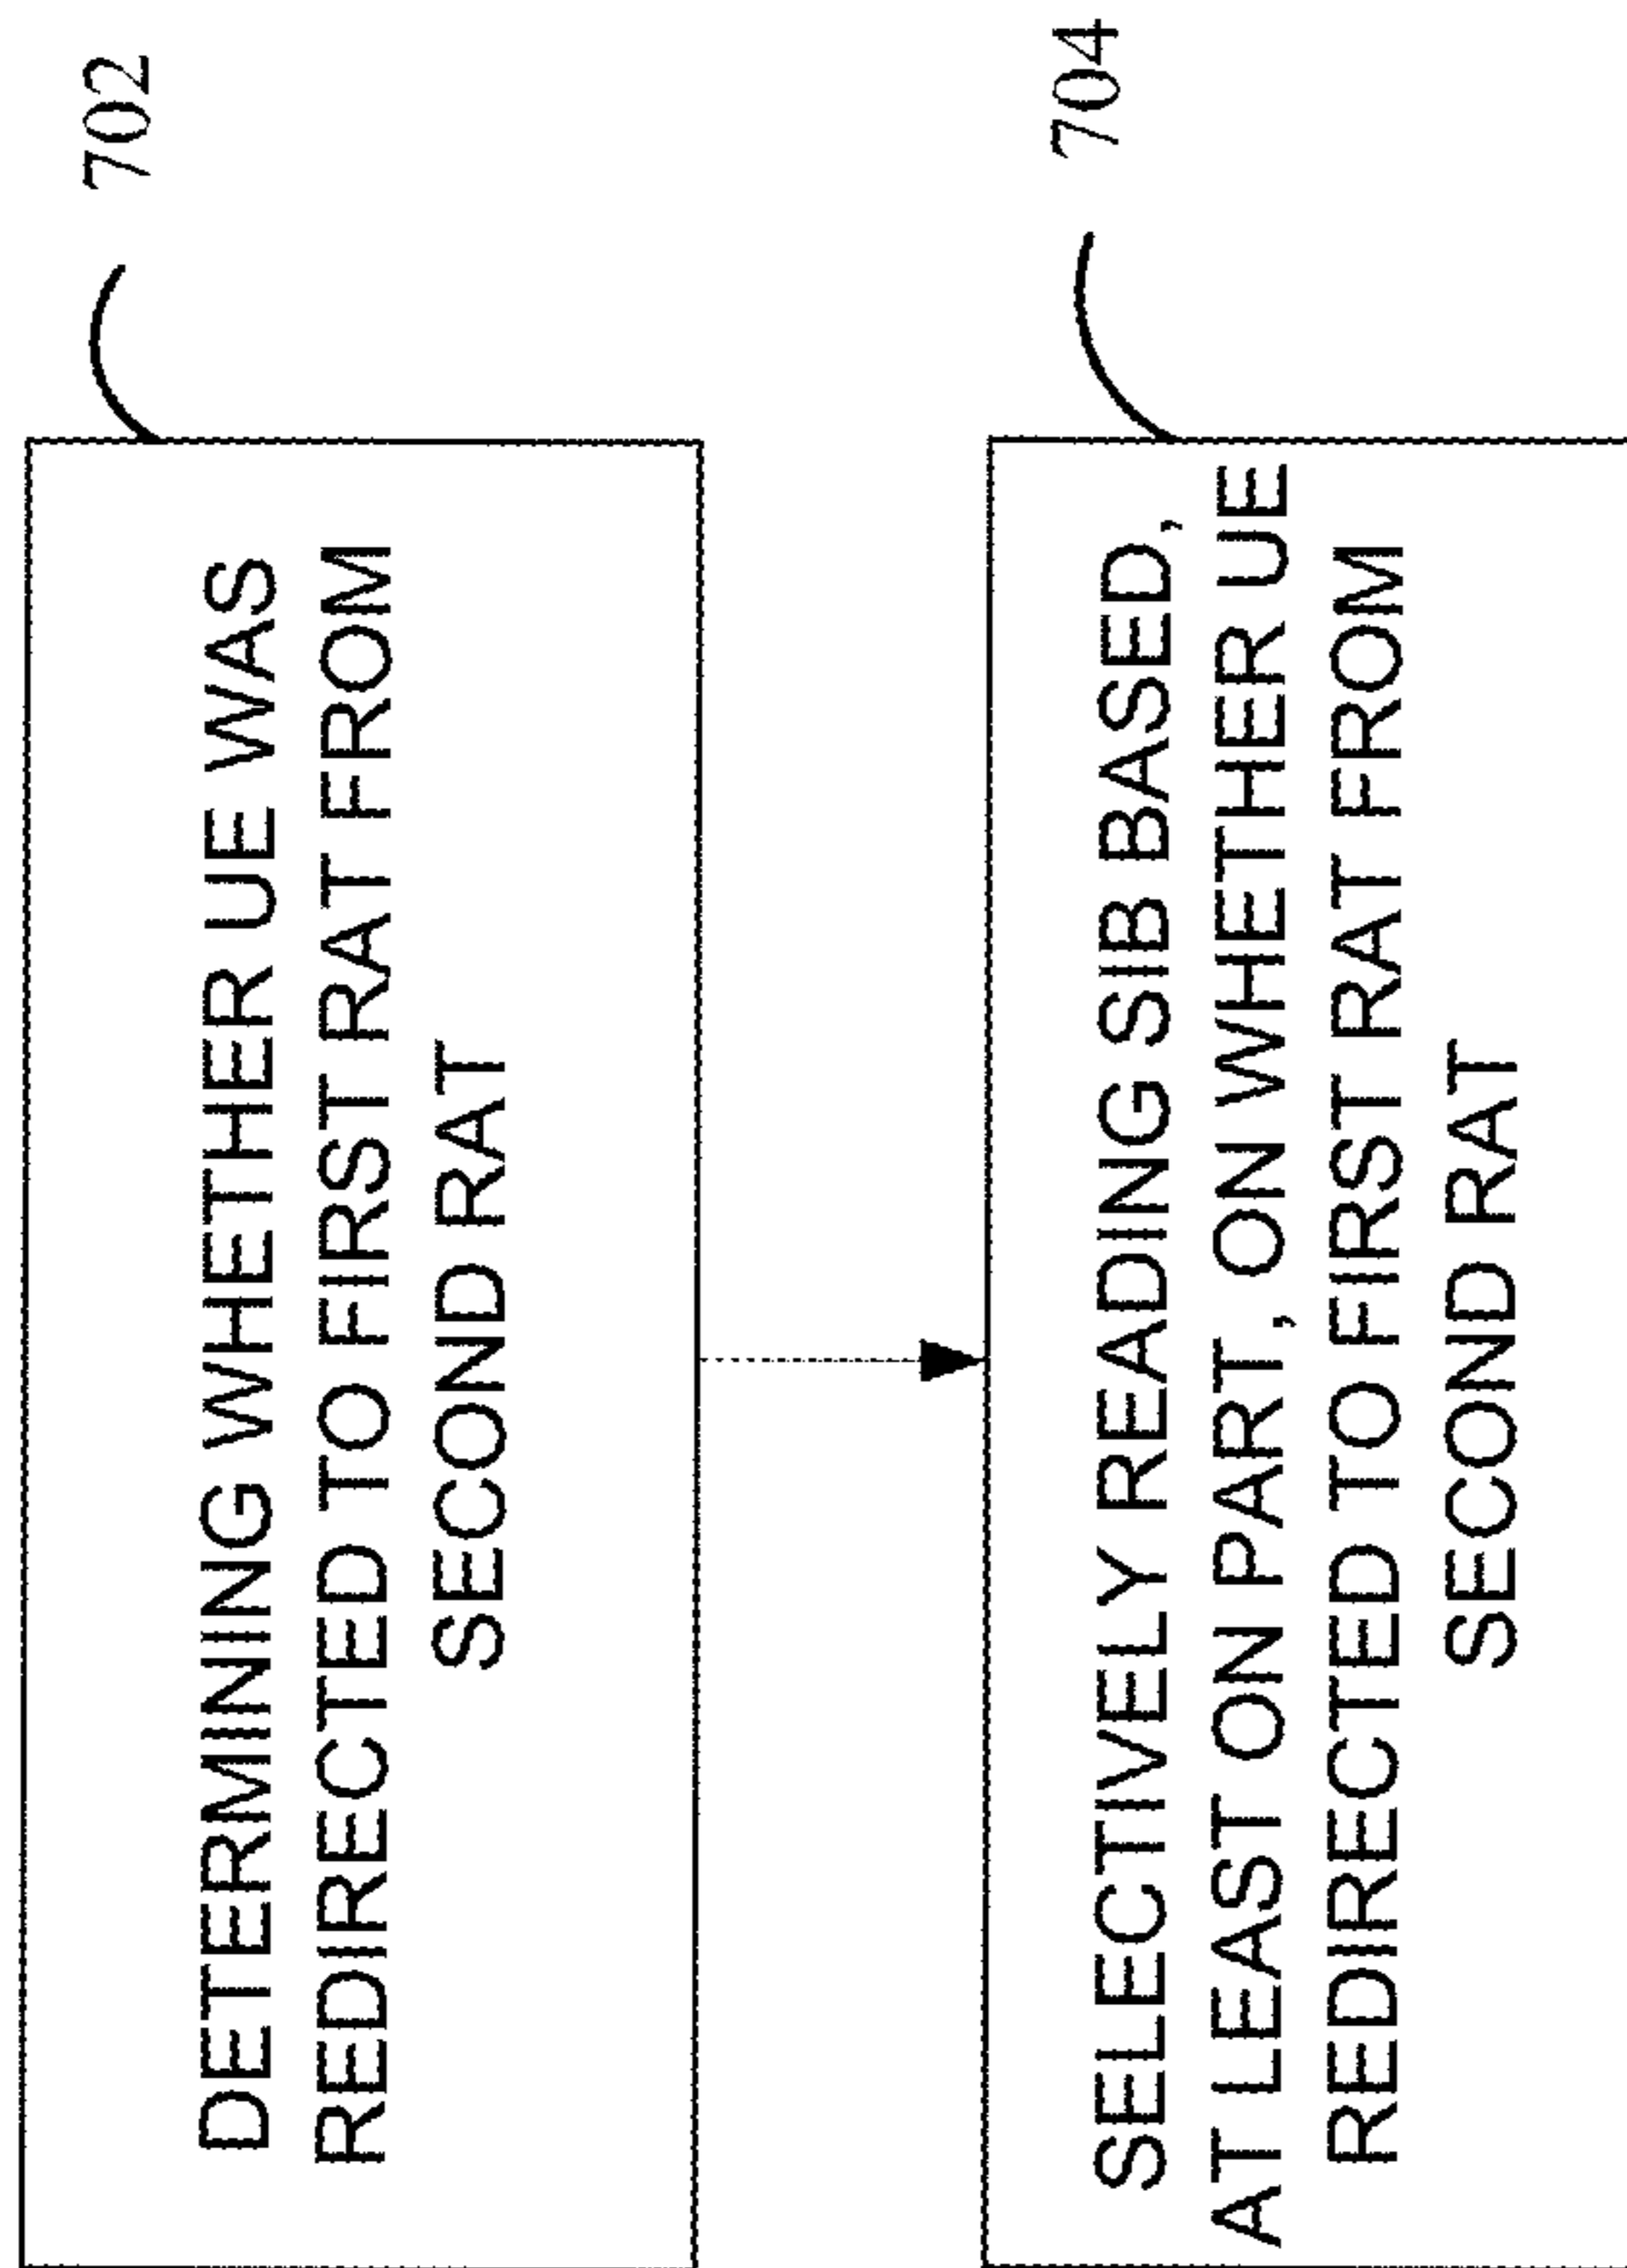 702
DETERMINING WHETHER UE WAS
REDIRECTED TO FIRST RAT FROM
SECOND RAT
704
SELECTIVELY READING SIB BASED,
AT LEAST ON PART, ON WHETHER UE
REDIRECTED TO FIRST RAT FROM
SECOND RAT